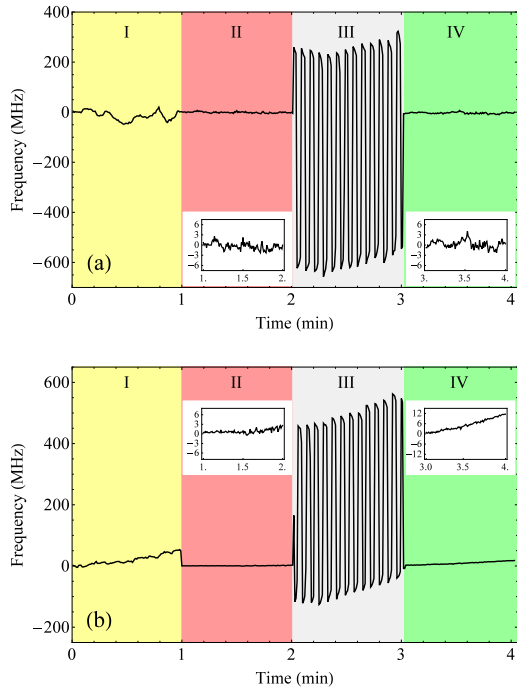 400
200
0
−200
−400
−600
Frequency (MHz)
I II III IV
(a)
6
3
0
−3
−6
1. 1.5 2.
6
3
0
−3
−6
3. 3.5 4.
0 1 2 3 4
Time (min)
600
400
200
0
−200
Frequency (MHz)
I II III IV
6
3
0
−3
−6
1. 1.5 2.
12
6
0
−6
−12
3.0 3.5 4.
(b)
0 1 2 3 4
Time (min)